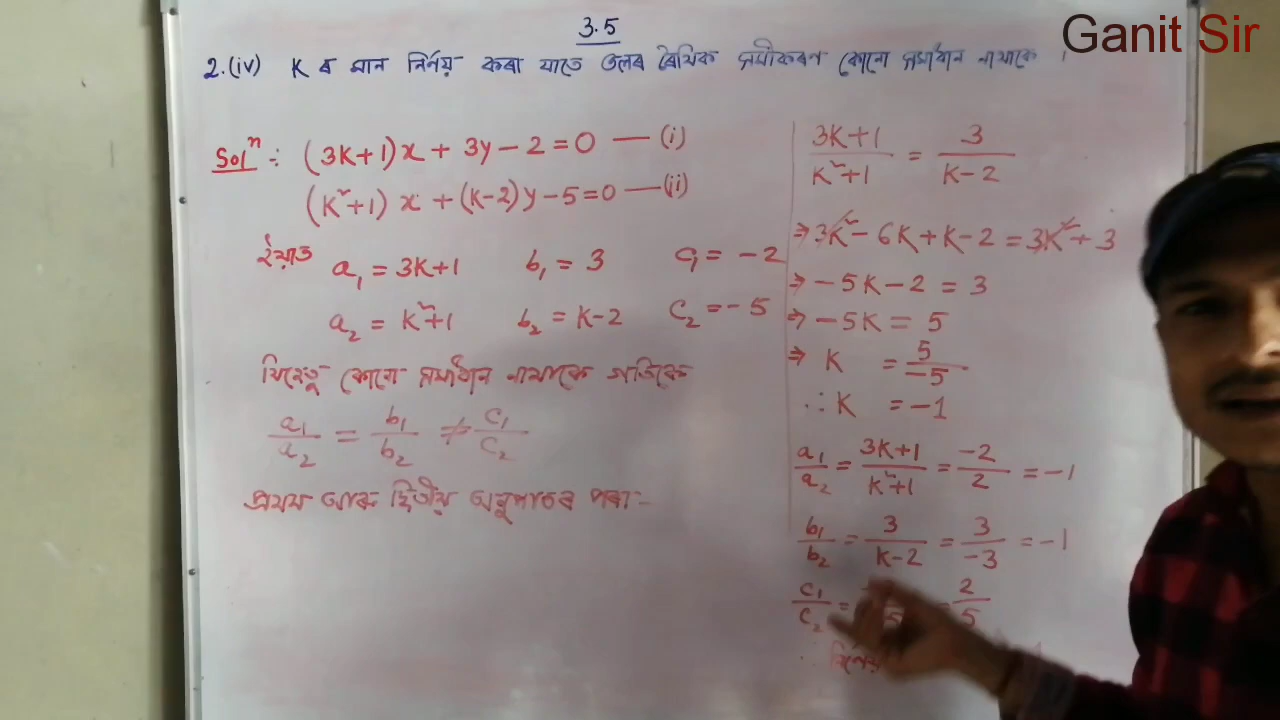 Ganit Sir
3.5
2.(iv) K ৰ মান নিৰ্ণয় কৰা যাতে তলৰ ৰৈখিক সমীকৰণ কোনো সমাধান নাথাকে ।
Solⁿ : (3K+1)x + 3y - 2 = 0 — (i)
(K²+1)x + (K-2)y - 5 = 0 — (ii)
ইয়াত a₁ = 3K+1 b₁ = 3 c₁ = -2
a₂ = K²+1 b₂ = K-2 c₂ = -5
যিহেতু কোনো সমাধান নাথাকে গতিকে
a₁/a₂ = b₁/b₂ ≠ c₁/c₂
প্ৰথম আৰু দ্বিতীয় অনুপাতৰ পৰা :-
3K+1/K²+1 = 3/K-2
⇒ 3K² - 6K + K - 2 = 3K² + 3
⇒ -5K - 2 = 3
⇒ -5K = 5
⇒ K = 5/-5
∴ K = -1
a₁/a₂ = 3K+1/K²+1 = -2/2 = -1
b₁/b₂ = 3/K-2 = 3/-3 = -1
c₁/c₂ = = 2/5
∴